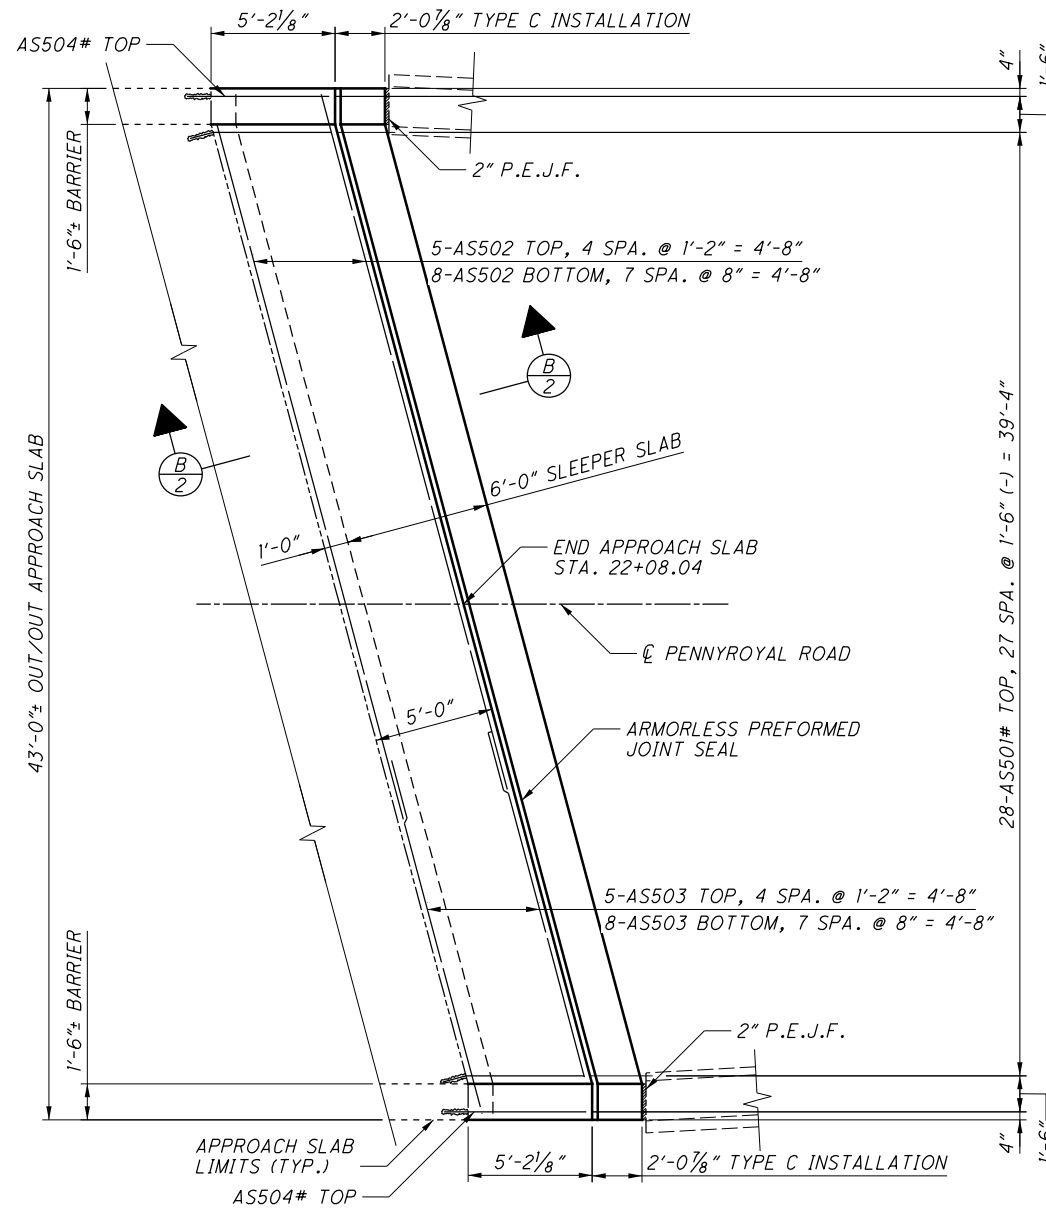 5'-2⅛"
2'-0⅞" TYPE C INSTALLATION
AS504# TOP
4"
1'-6"
1'-6"± BARRIER
2" P.E.J.F.
5-AS502 TOP, 4 SPA. @ 1'-2" = 4'-8"
8-AS502 BOTTOM, 7 SPA. @ 8" = 4'-8"
B
2
B
2
6'-0" SLEEPER SLAB
1'-0"
43'-0"± OUT/OUT APPROACH SLAB
28-AS501# TOP, 27 SPA. @ 1'-6" (-) = 39'-4"
END APPROACH SLAB
STA. 22+08.04
℄ PENNYROYAL ROAD
5'-0"
ARMORLESS PREFORMED
JOINT SEAL
5-AS503 TOP, 4 SPA. @ 1'-2" = 4'-8"
8-AS503 BOTTOM, 7 SPA. @ 8" = 4'-8"
1'-6"± BARRIER
2" P.E.J.F.
APPROACH SLAB
LIMITS (TYP.)
5'-2⅛"
2'-0⅞" TYPE C INSTALLATION
4"
1'-6"
AS504# TOP